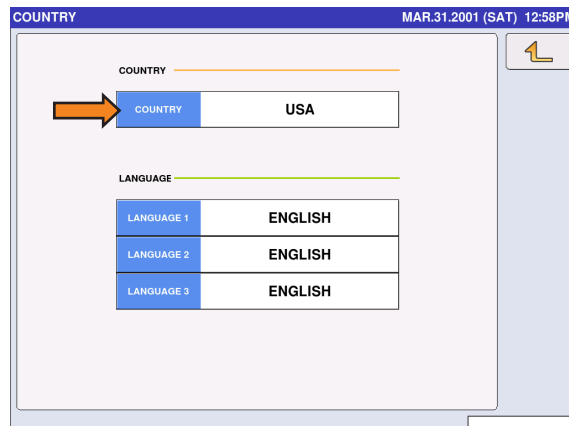 COUNTRY MAR.31.2001 (SAT) 12:58PM
COUNTRY
COUNTRY USA
LANGUAGE
LANGUAGE 1 ENGLISH
LANGUAGE 2 ENGLISH
LANGUAGE 3 ENGLISH